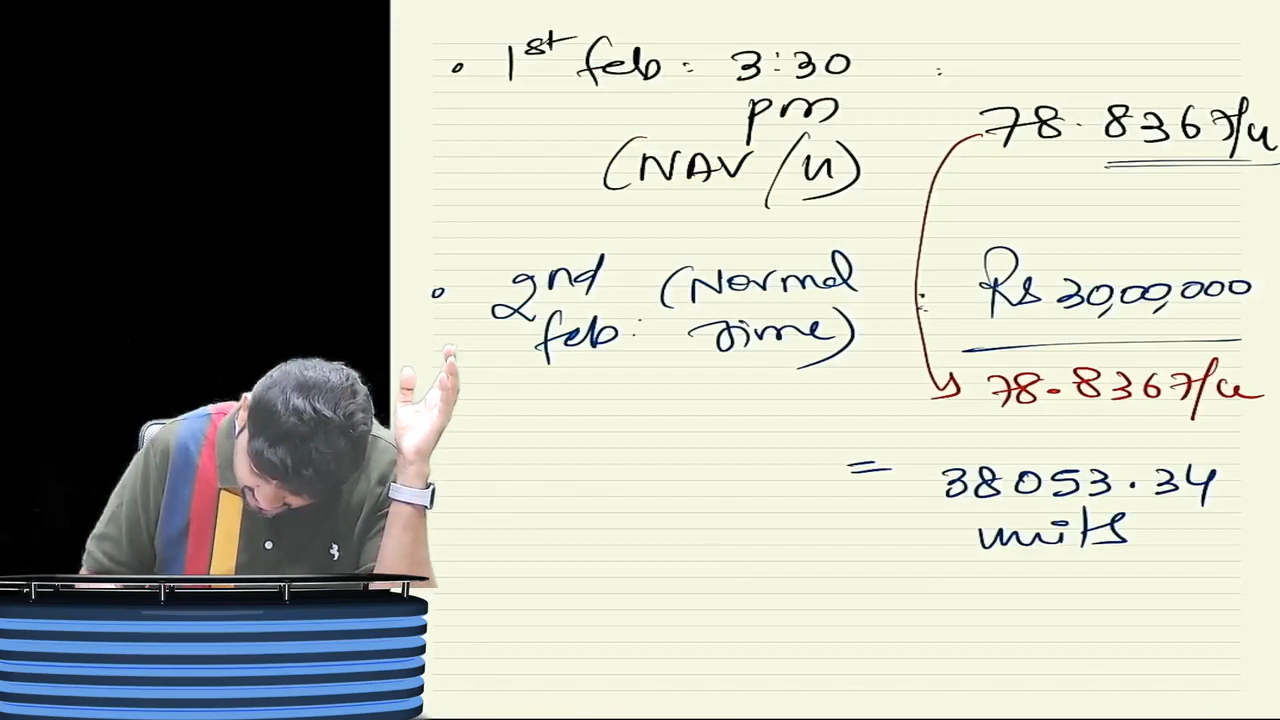 • 1st feb : 3:30
pm
(NAV/u)
: 78.8367/u
• 2nd (Normal
feb : time)
: Rs 30,00,000
78.8367/u
= 38053.34
units